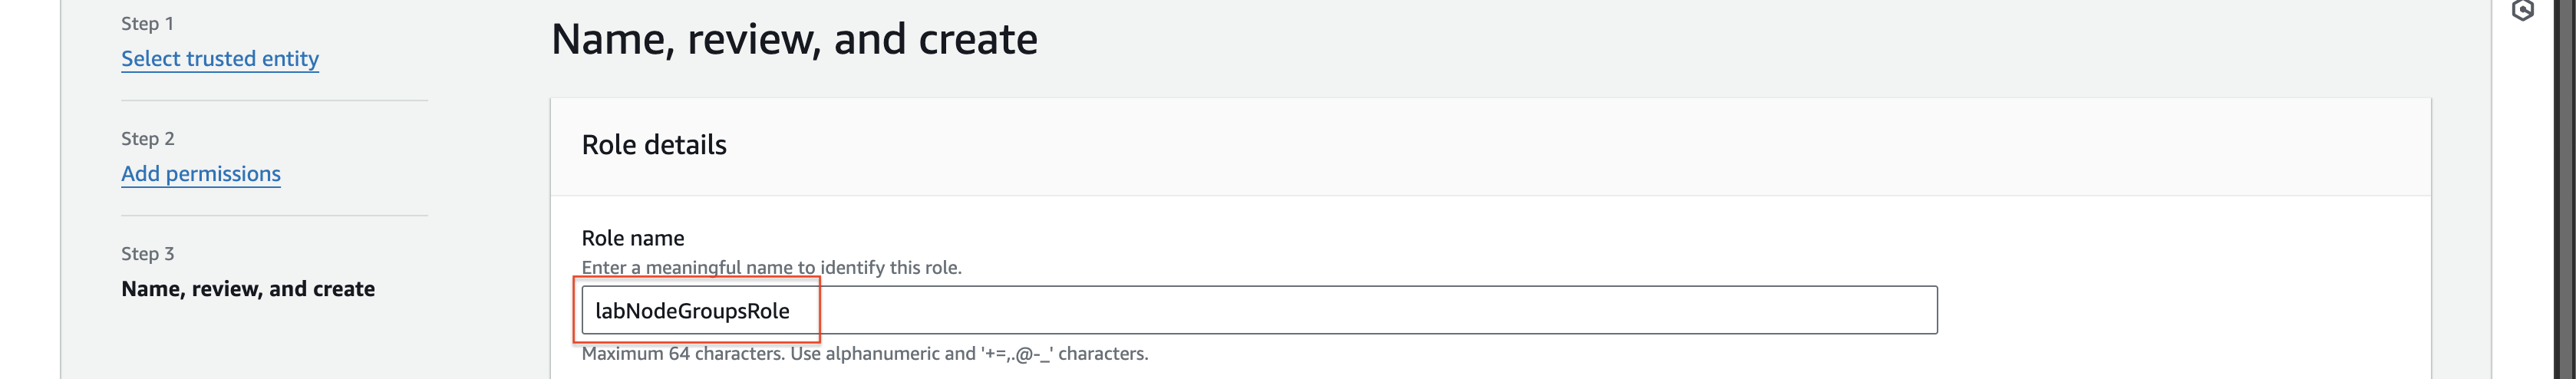 Step 1
Select trusted entity
Step 2
Add permissions
Step 3
Name, review, and create
Name, review, and create
Role details
Role name
Enter a meaningful name to identify this role.
labNodeGroupsRole
Maximum 64 characters. Use alphanumeric and '+=,.@-_' characters.